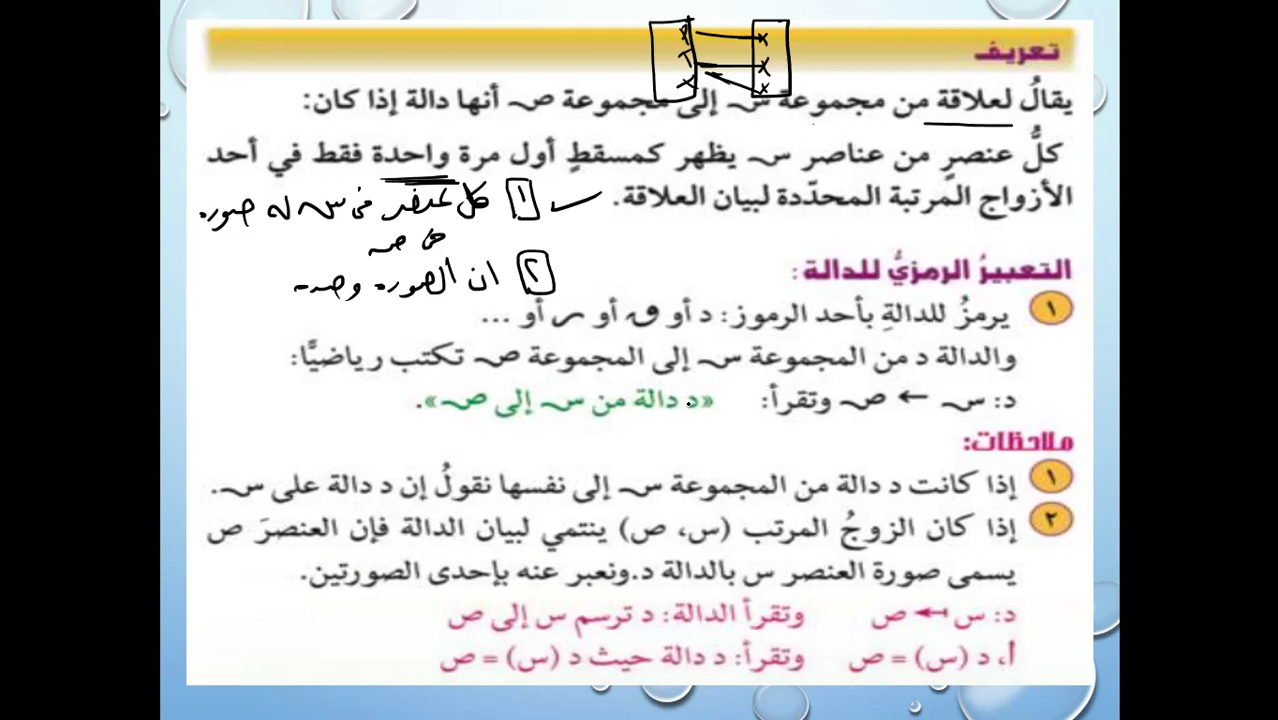 تعريف
يقالُ لعلاقة من مجموعة س إلى مجموعة ص أنها دالة إذا كان:
كلُّ عنصرٍ من عناصر س يظهر كمسقطٍ أول مرة واحدة فقط في أحد
الأزواج المرتبة المحدّدة لبيان العلاقة.
١ كل عنصر في س له صوره
في ص
٢ ان الصوره وحيده
التعبيرُ الرمزيُّ للدالة :
١ يرمزُ للدالةِ بأحد الرموز: د أو ق أو ر أو ...
والدالة د من المجموعة س إلى المجموعة ص تكتب رياضيًّا:
د: س ← ص وتقرأ: «د دالة من س إلى ص».
ملاحظات:
١ إذا كانت د دالة من المجموعة س إلى نفسها نقولُ إن د دالة على س.
٢ إذا كان الزوجُ المرتب (س، ص) ينتمي لبيان الدالة فإن العنصرَ ص
يسمى صورة العنصر س بالدالة د.ونعبر عنه بإحدى الصورتين.
د: س ↤ ص وتقرأ الدالة: د ترسم س إلى ص
أ، د (س) = ص وتقرأ: د دالة حيث د (س) = ص